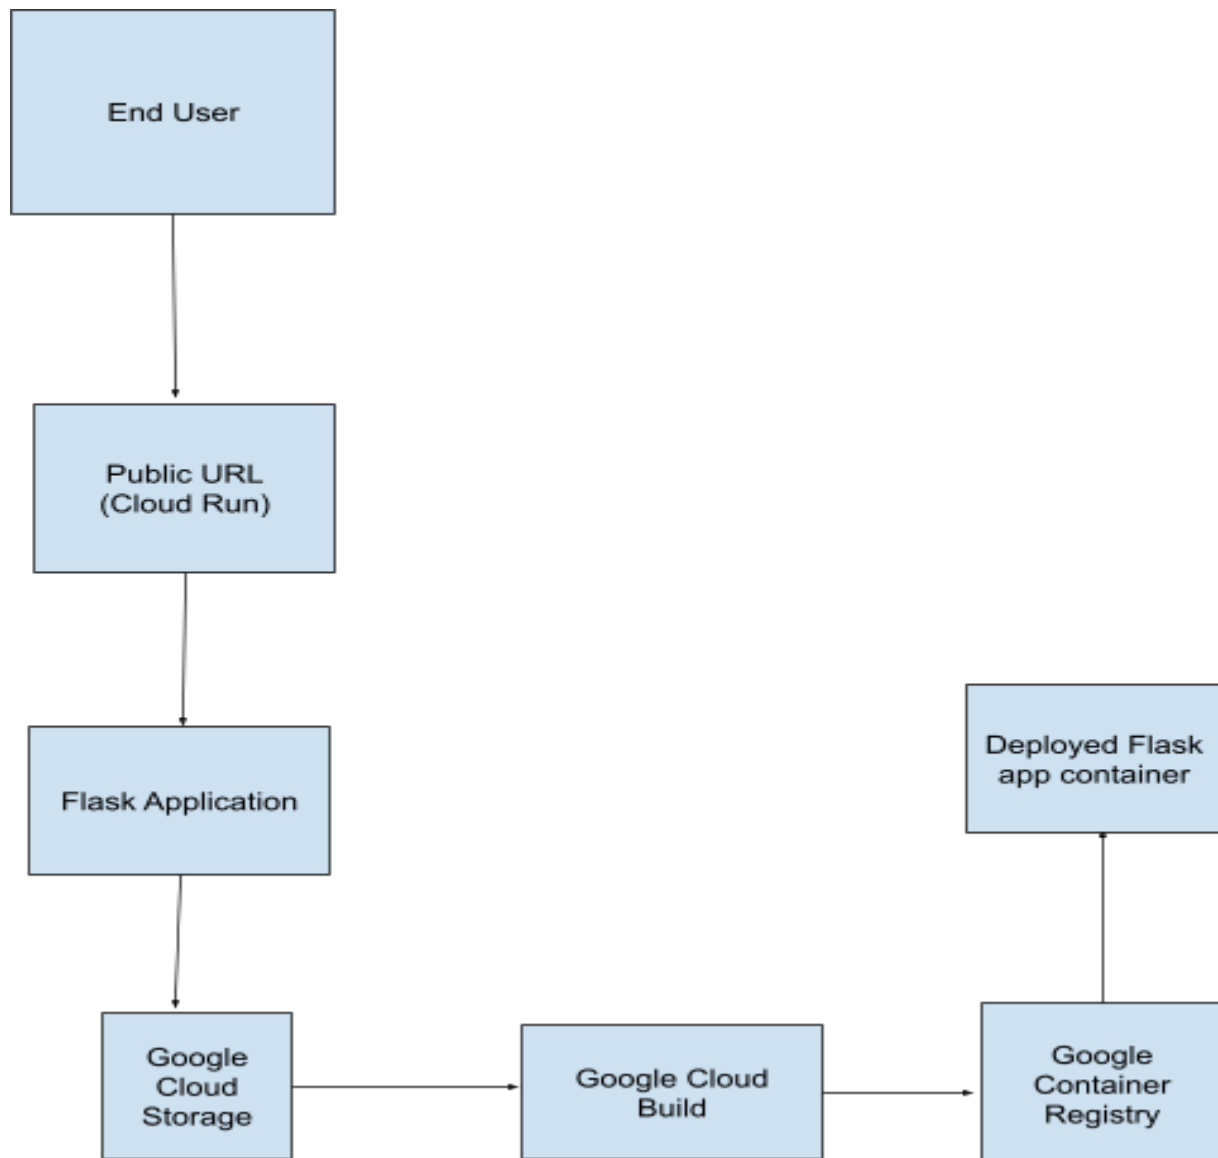 End User
Public URL
(Cloud Run)
Flask Application
Google
Cloud
Storage
Google Cloud
Build
Google
Container
Registry
Deployed Flask
app container